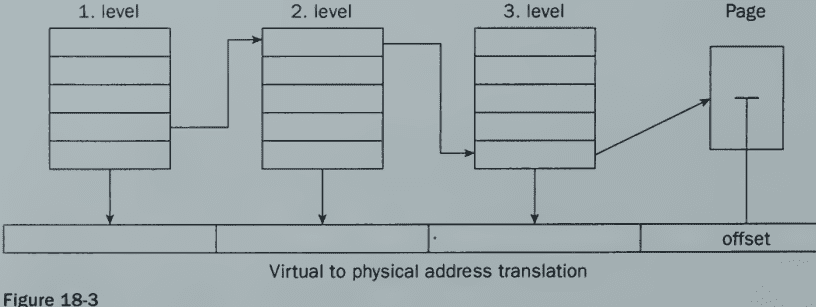 1. level 2. level 3. level Page
offset
Virtual to physical address translation
Figure 18-3